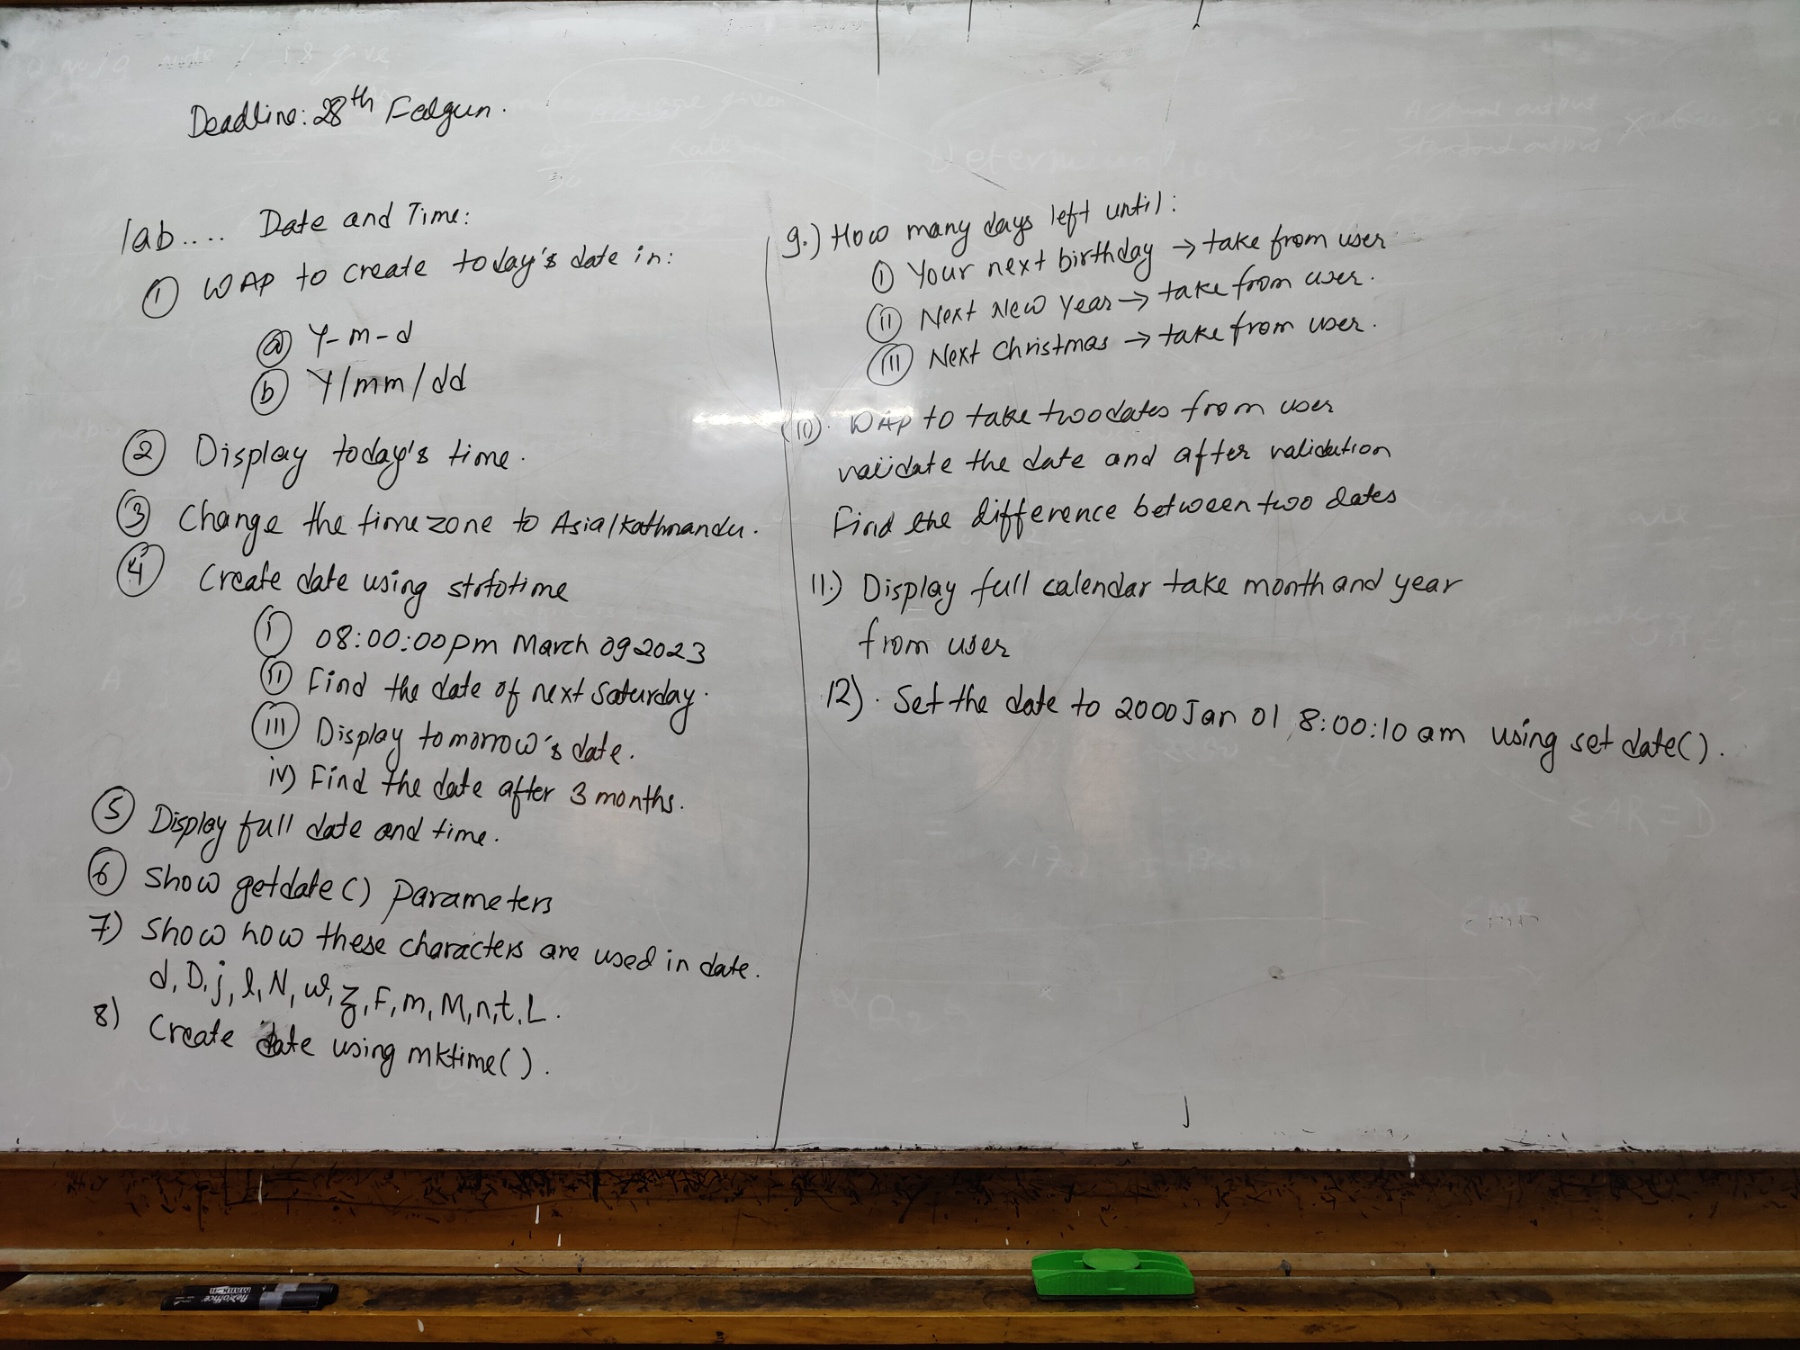 Deadline: 28th Falgun.
lab.... Date and Time:
① WAP to create today's date in:
ⓐ Y-m-d
ⓑ Y/mm/dd
② Display today's time.
③ Change the timezone to Asia/Kathmandu.
④ Create date using strtotime
ⓘ 08:00:00pm March 09 2023
(ii) Find the date of next Saturday.
(iii) Display tomorrow's date.
iv) Find the date after 3 months.
⑤ Display full date and time.
⑥ Show getdate() parameters
7) Show how these characters are used in date.
d, D, j, l, N, w, z, F, m, M, n, t, L.
8) Create date using mktime().
9.) How many days left until:
(i) Your next birthday → take from user
(ii) Next New Year → take from user.
(iii) Next Christmas → take from user.
(10). WAP to take two dates from user
validate the date and after validation
Find the difference between two dates
11.) Display full calendar take month and year
from user
12). Set the date to 2000 Jan 01 8:00:10 am using set date().